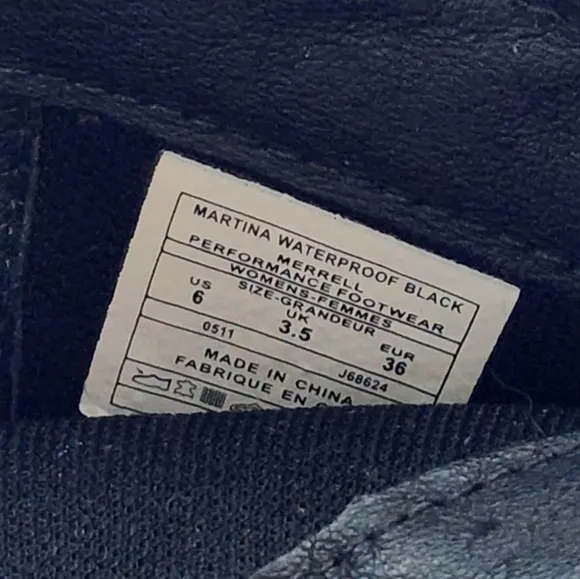 MARTINA WATERPROOF BLACK
MERRELL
PERFORMANCE FOOTWEAR
WOMENS-FEMMES
SIZE-GRANDEUR
US UK EUR
6 3.5 36
0511 J68624
MADE IN CHINA
FABRIQUE EN